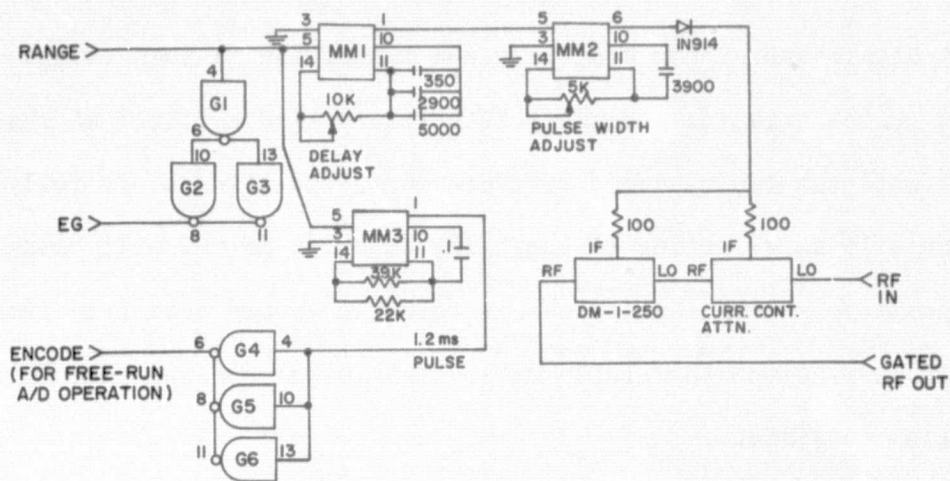 RANGE
EG
ENCODE
(FOR FREE-RUN
A/D OPERATION)
4
G1
6
10
13
G2
G3
8
11
3
5
14
MM1
1
10
11
350
2900
5000
10K
DELAY
ADJUST
5
3
14
MM2
6
10
11
1N914
3900
5K
PULSE WIDTH
ADJUST
5
3
14
MM3
1
10
11
.1
39K
22K
1.2ms
PULSE
6
G4
4
8
G5
10
11
G6
13
100
100
IF
IF
RF
LO
RF
LO
DM-1-250
CURR. CONT.
ATTN.
RF
IN
GATED
RF OUT